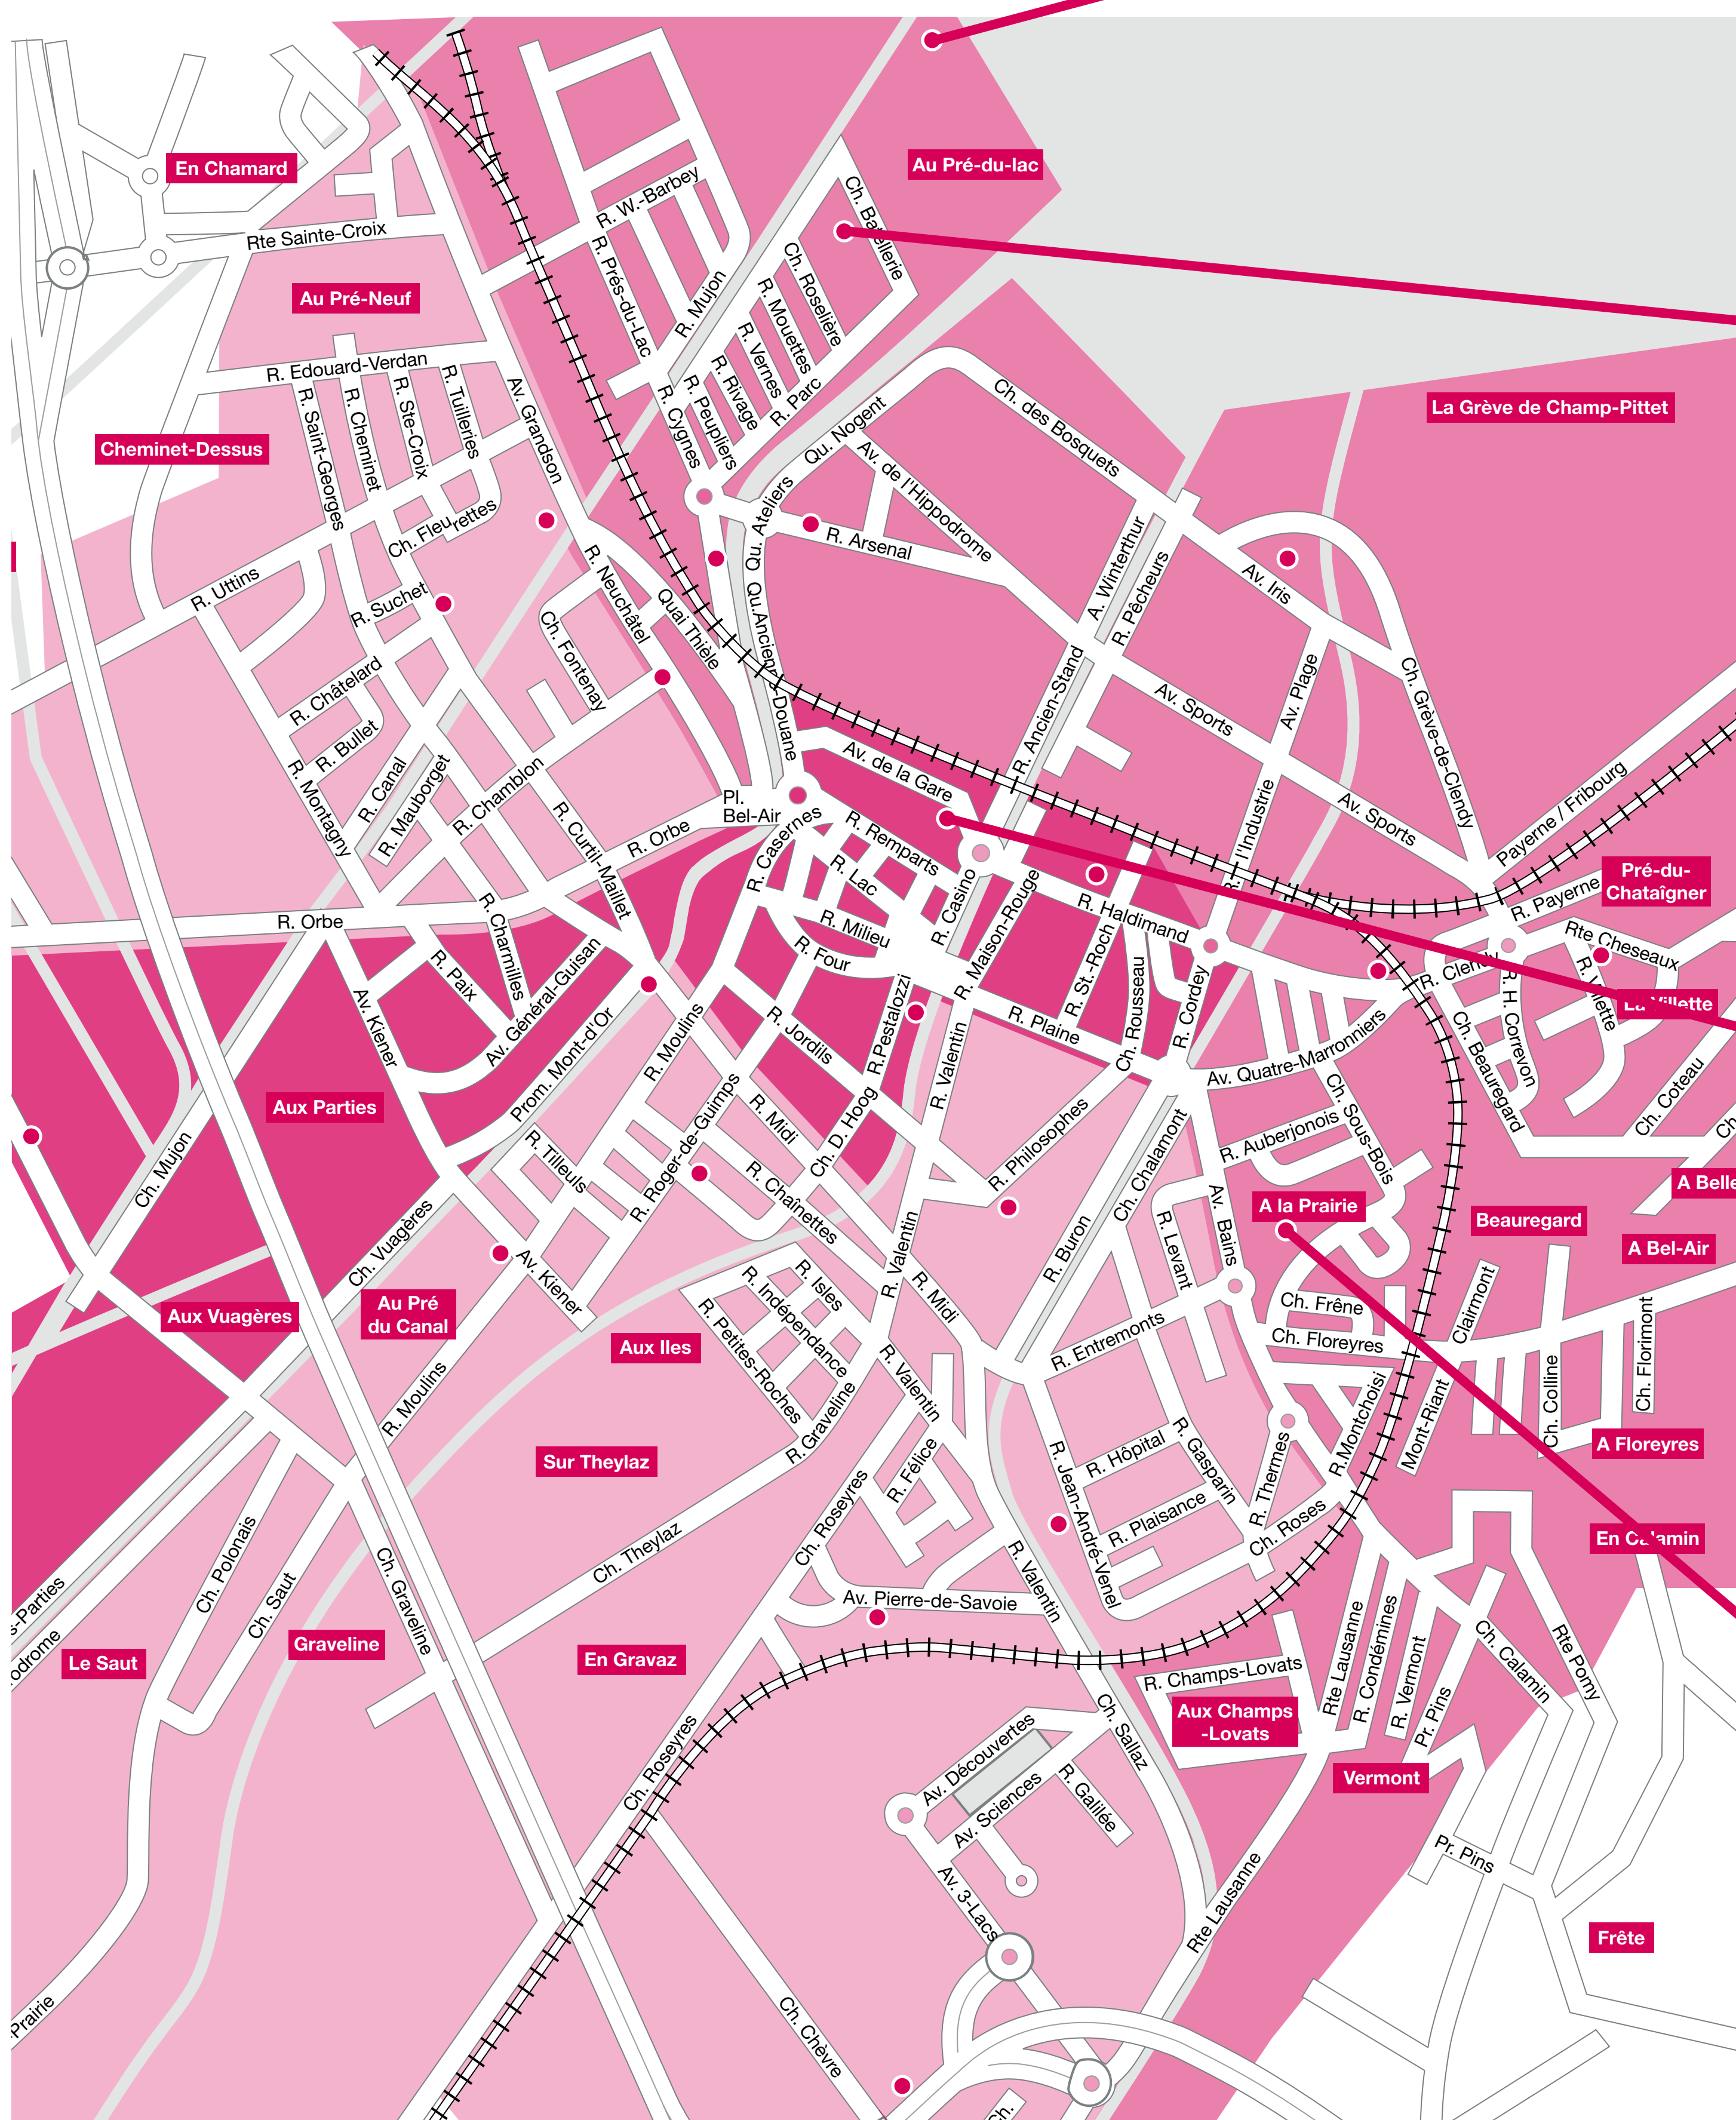 En Chamard
Au Pré-du-lac
Ch. Batellerie
R. W.-Barbey
Rte Sainte-Croix
R. Prés-du-Lac
Ch. Roselière
Au Pré-Neuf
R. Mujon
R. Mouettes
R. Vernes
R. Edouard-Verdan
R. Rivage
R. Parc
R. Peupliers
R. Cygnes
R. Saint-Georges
R. Cheminet
R. Ste-Croix
R. Tuilleries
Av. Grandson
Ch. des Bosquets
La Grève de Champ-Pittet
Cheminet-Dessus
Qu. Nogent
Av. de l'Hippodrome
Ch. Fleurettes
Qu. Ateliers
R. Arsenal
A. Winterthur
R. Pêcheurs
Av. Iris
R. Uttins
R. Suchet
R. Neuchâtel
Quai Thièle
Qu.Ancienne-Douane
Ch. Fontenay
R. Châtelard
R. Bullet
R. Ancien-Stand
Av. Sports
Av. Plage
Ch. Grève-de-Clendy
R. Montagny
R. Canal
R. Mauborget
R. Chamblon
R. Curtil-Maillet
Av. de la Gare
Pl.
Bel-Air
R. Orbe
R. Casernes
R. Remparts
R. Lac
R. l'Industrie
Av. Sports
Payerne / Fribourg
Pré-du-
Chataîgner
R. Payerne
R. Orbe
R. Charmilles
R. Milieu
R. Four
R. Casino
R. Maison-Rouge
R. Haldimand
R. St.-Roch
Rte Cheseaux
R. Clendy
R. Paix
Av. Général-Guisan
Av. Kiener
Prom. Mont-d'Or
R. Moulins
R. Jordils
R.Pestalozzi
R. Plaine
Ch. Rousseau
R. Cordey
La Villette
R. H. Correvon
Ch. Beauregard
Av. Quatre-Marronniers
Ch. Coteau
Aux Parties
R. Valentin
R. Midi
Ch. D. Hoog
R. Roger-de-Guimps
R. Philosophes
Ch. Sous-Bois
R. Auberjonois
Ch. Chalamont
Ch. Mujon
R. Tilleuls
R. Chaînettes
Ch. Vuagères
Av. Bains
A la Prairie
Beauregard
A Bel-Air
R. Levant
R. Buron
R. Valentin
Av. Kiener
R. Isles
R. Indépendance
R. Petites-Roches
R. Midi
Aux Vuagères
Au Pré
du Canal
Aux Iles
Ch. Frêne
Ch. Floreyres
R. Entremonts
Clairmont
Ch. Florimont
R. Moulins
R. Valentin
R. Graveline
Ch. Colline
R.Montchoisi
Mont-Riant
A Floreyres
Sur Theylaz
R. Félice
R. Hôpital
R. Gasparin
R. Thermes
R. Jean-André-Venel
R. Plaisance
Ch. Roses
En Calamin
Ch. Roseyres
Ch. Theylaz
Ch. Polonais
Ch. Saut
Ch. Graveline
R. Valentin
Av. Pierre-de-Savoie
Rte Lausanne
R. Condémines
R. Vermont
Pr. Pins
Ch. Calamin
Rte Pomy
Le Saut
Graveline
En Gravaz
R. Champs-Lovats
Aux Champs
-Lovats
Vermont
Ch. Roseyres
Av. Découvertes
Av. Sciences
R. Galilée
Ch. Sallaz
Pr. Pins
Av. 3-Lacs
Rte Lausanne
Frête
Ch. Chèvre
Prairie
Ch.